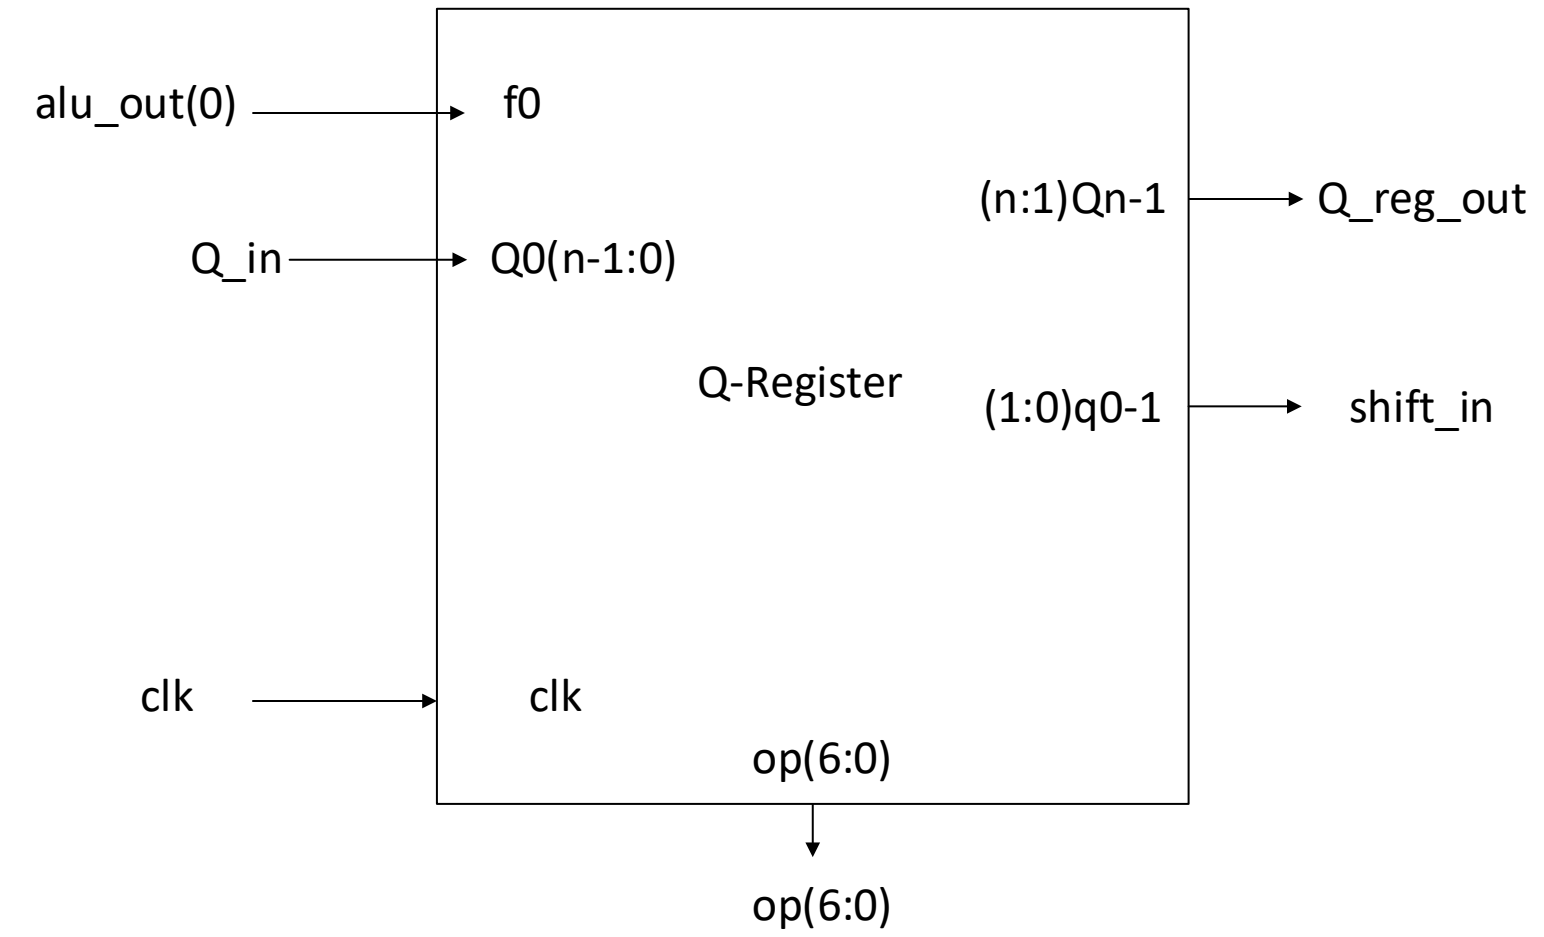 alu_out(0)
f0
(n:1)Qn-1
Q_reg_out
Q_in
Q0(n-1:0)
Q-Register
(1:0)q0-1
shift_in
clk
clk
op(6:0)
op(6:0)